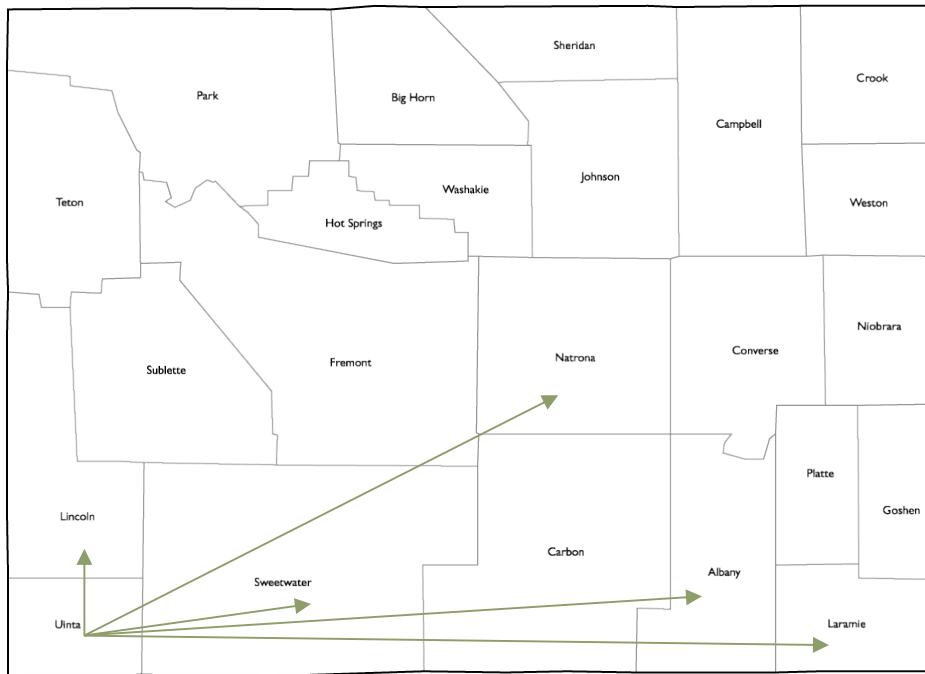 Sheridan
Crook
Park
Big Horn
Campbell
Johnson
Washakie
Teton
Weston
Hot Springs
Niobrara
Converse
Natrona
Fremont
Sublette
Platte
Goshen
Lincoln
Carbon
Albany
Sweetwater
Uinta
Laramie